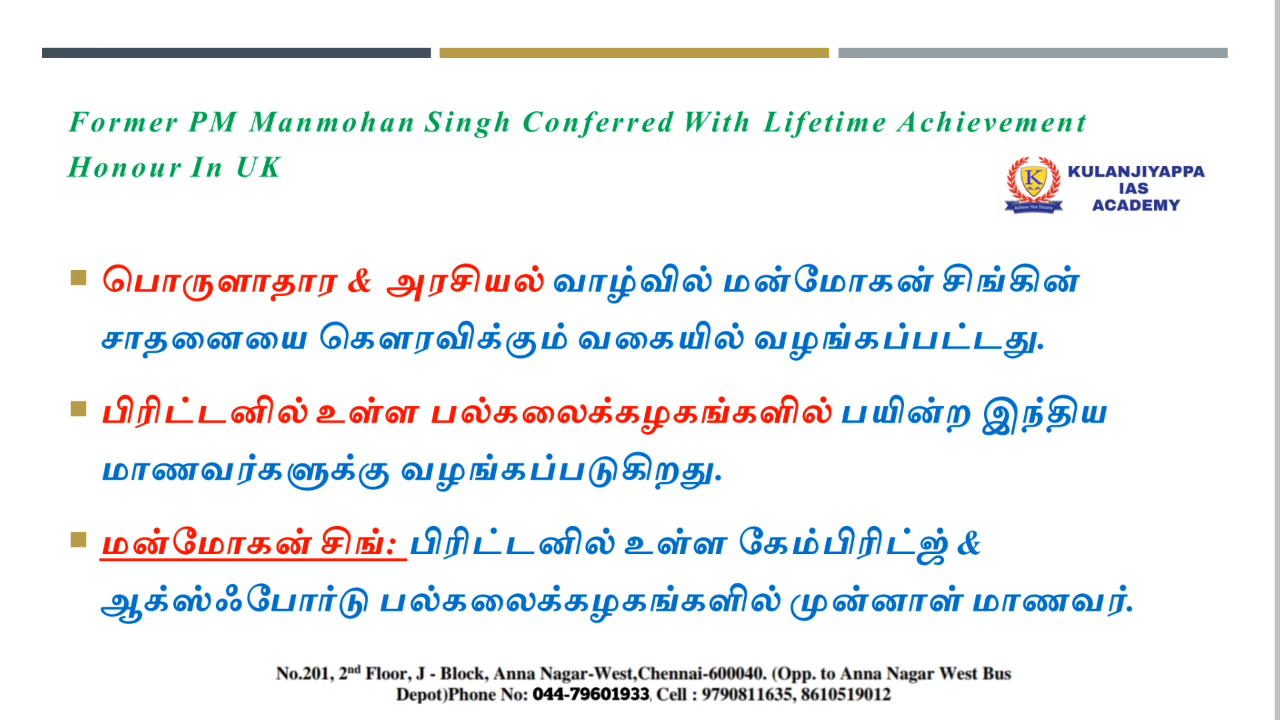 Former PM Manmohan Singh Conferred With Lifetime Achievement
Honour In UK
K
Achieve Your Dreams
KULANJIYAPPA
IAS
ACADEMY
பொருளாதார & அரசியல் வாழ்வில் மன்மோகன் சிங்கின்
சாதனையை கௌரவிக்கும் வகையில் வழங்கப்பட்டது.
பிரிட்டனில் உள்ள பல்கலைக்கழகங்களில் பயின்ற இந்திய
மாணவர்களுக்கு வழங்கப்படுகிறது.
மன்மோகன் சிங்: பிரிட்டனில் உள்ள கேம்பிரிட்ஜ் &
ஆக்ஸ்ஃபோர்டு பல்கலைக்கழகங்களில் முன்னாள் மாணவர்.
No.201, 2nd Floor, J - Block, Anna Nagar-West,Chennai-600040. (Opp. to Anna Nagar West Bus
Depot)Phone No: 044-79601933, Cell : 9790811635, 8610519012